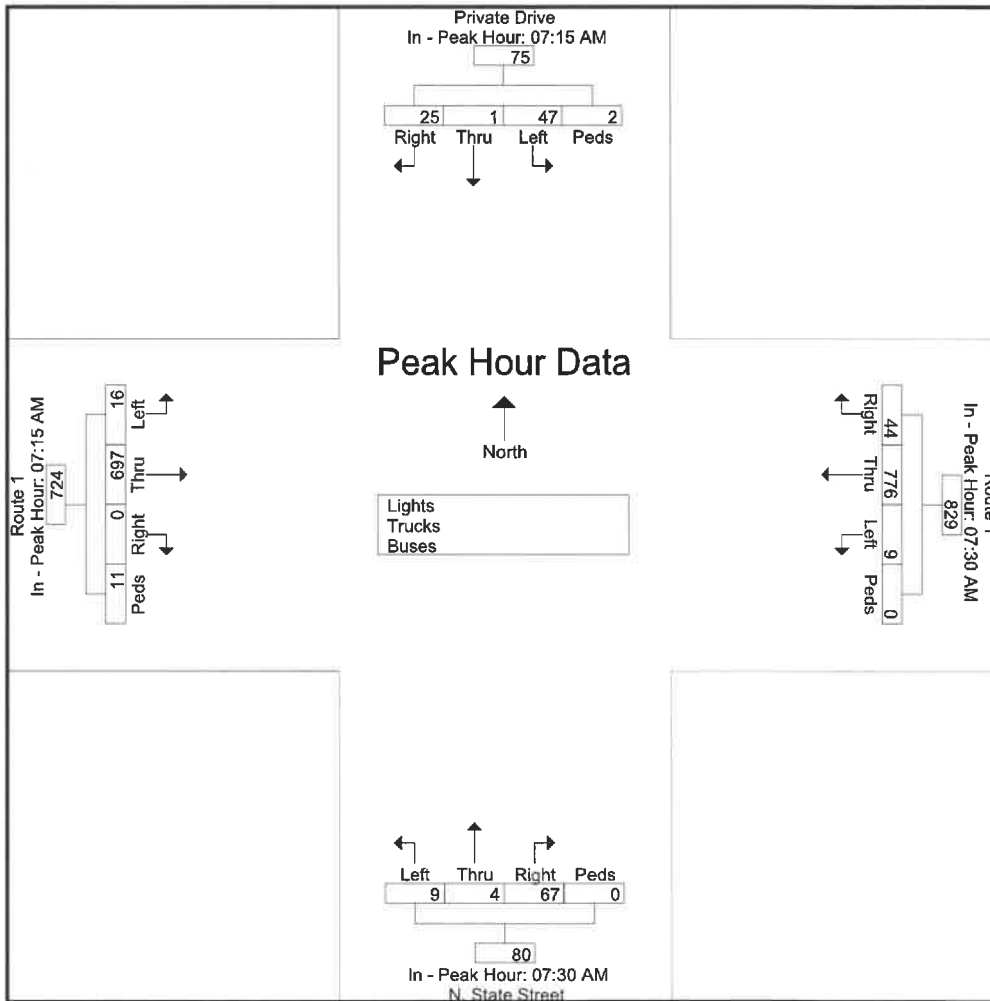 Private Drive
In - Peak Hour: 07:15 AM
75
25 1 47 2
Right Thru Left Peds
Peak Hour Data
North
Lights
Trucks
Buses
Route 1
In - Peak Hour: 07:15 AM
724
16 697 0 11
Left Thru Right Peds
Right Thru Left Peds
44 776 9 0
829
In - Peak Hour: 07:30 AM
Left Thru Right Peds
9 4 67 0
80
In - Peak Hour: 07:30 AM
N. State Street